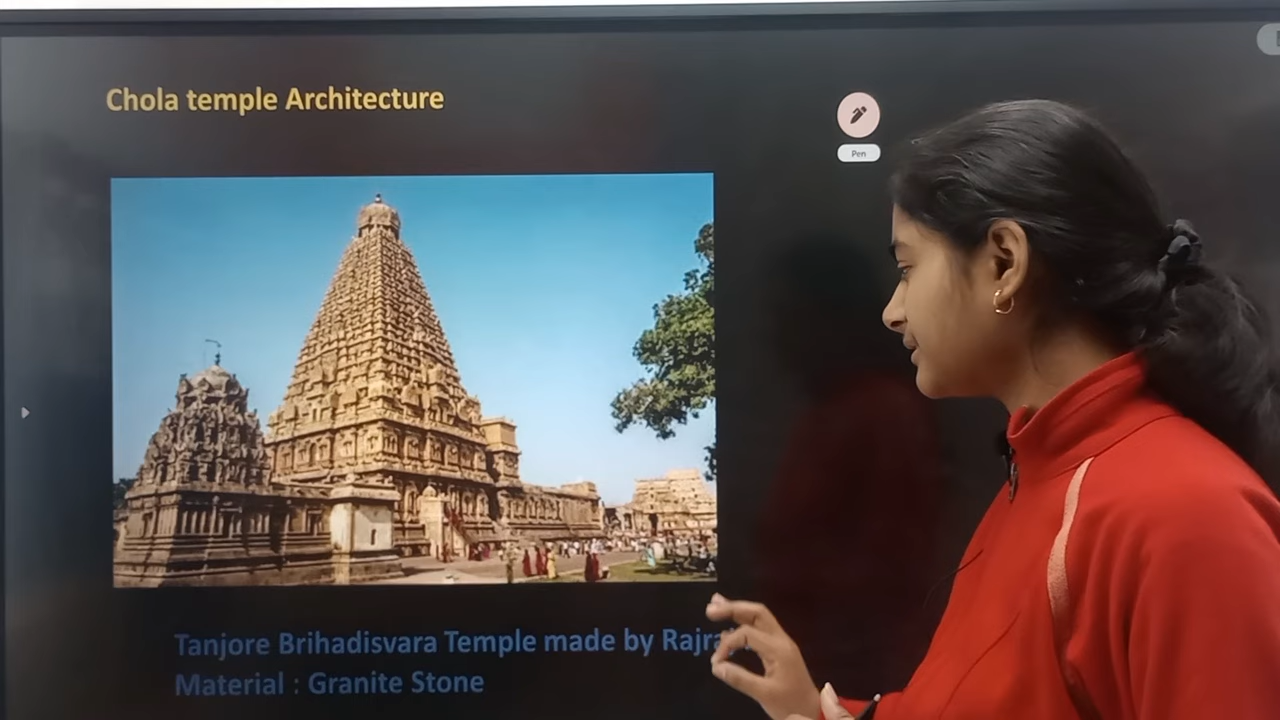 Chola temple Architecture
Pen
Tanjore Brihadisvara Temple made by
Material : Granite Stone